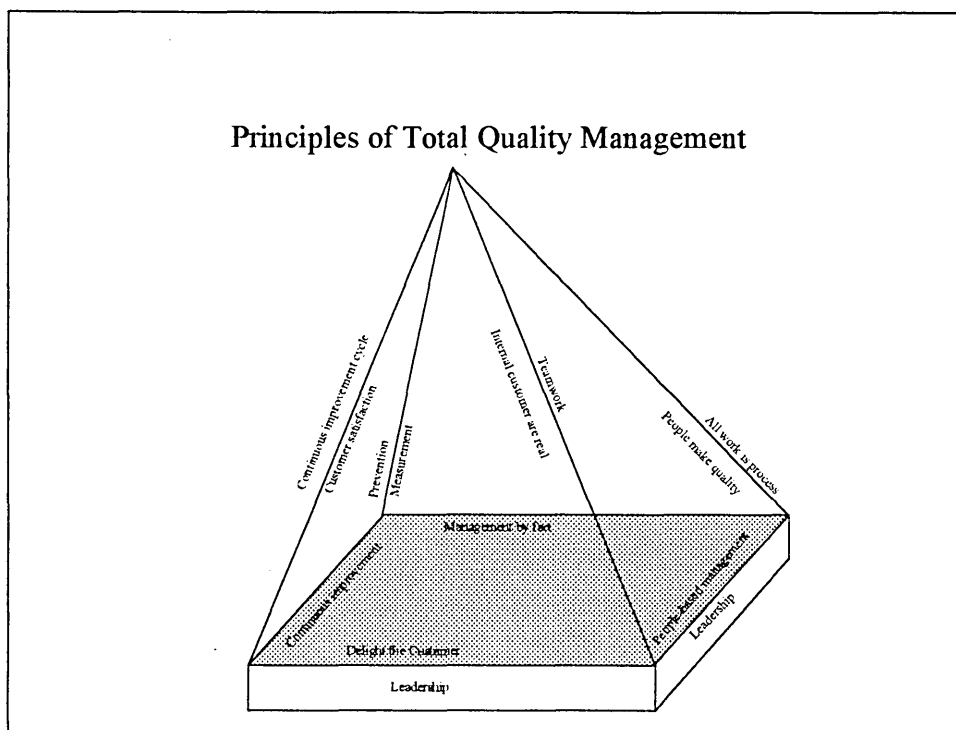 Principles of Total Quality Management
Continuous improvement cycle
Customer satisfaction
Prevention
Measurement
Internal customer are real
Teamwork
People make quality
All work is process
Management by fact
Continuous improvement
People-based management
Delight the Customer
Leadership
Leadership